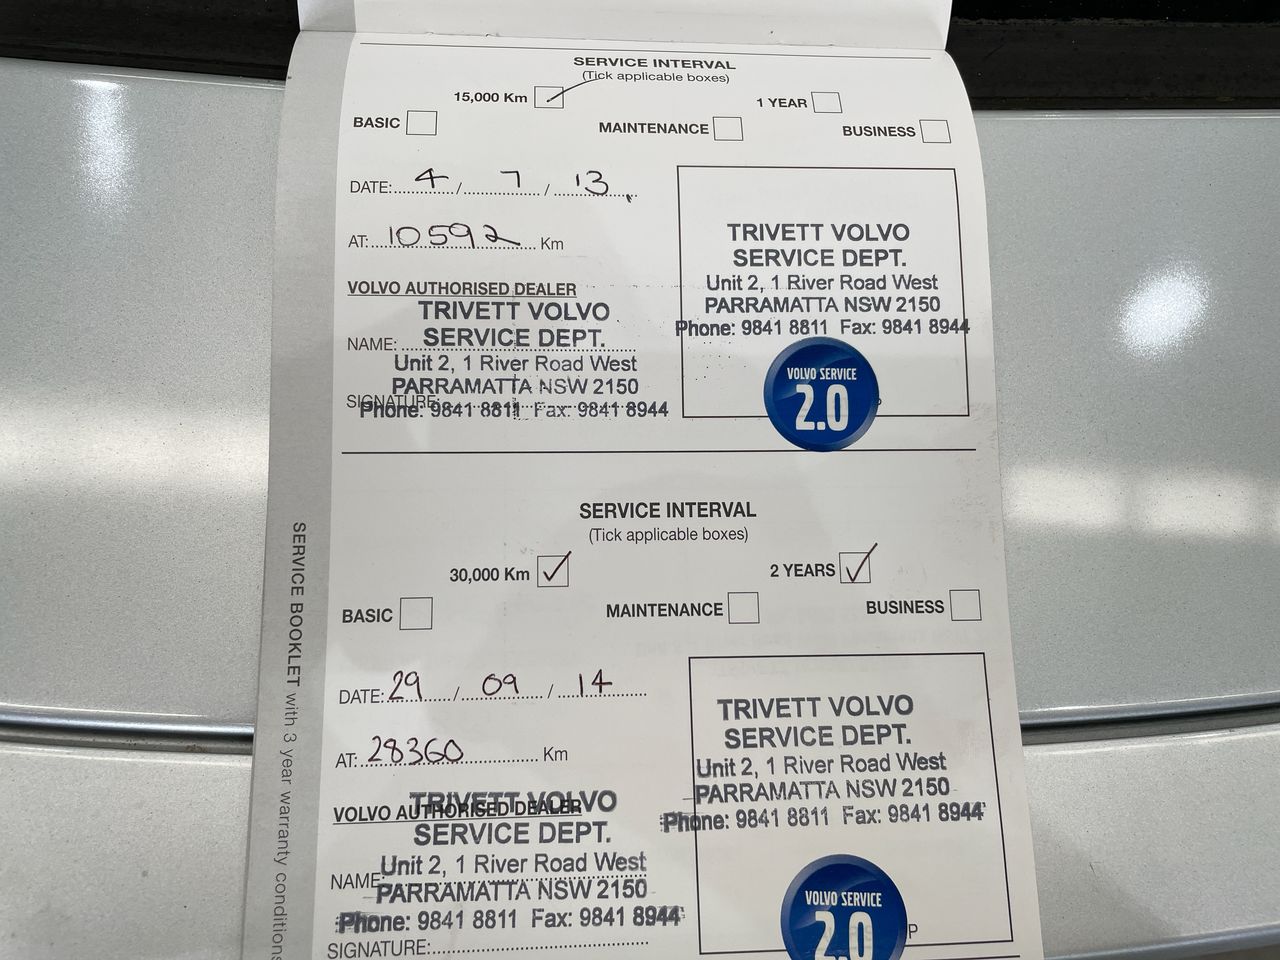 SERVICE INTERVAL
(Tick applicable boxes)
15,000 Km
1 YEAR
BASIC
MAINTENANCE
BUSINESS
DATE: 4 / 7 / 13
AT: 10592 Km
VOLVO AUTHORISED DEALER
TRIVETT VOLVO
NAME: SERVICE DEPT.
Unit 2, 1 River Road West
PARRAMATTA NSW 2150
SIGNATURE:
Phone: 9841 8811 Fax: 9841 8944
TRIVETT VOLVO
SERVICE DEPT.
Unit 2, 1 River Road West
PARRAMATTA NSW 2150
Phone: 9841 8811 Fax: 9841 8944
VOLVO SERVICE
2.0
SERVICE INTERVAL
(Tick applicable boxes)
30,000 Km
2 YEARS
BASIC
MAINTENANCE
BUSINESS
DATE: 29 / 09 / 14
AT: 28360 Km
VOLVO AUTHORISED DEALER
TRIVETT VOLVO
SERVICE DEPT.
Unit 2, 1 River Road West
NAME:
PARRAMATTA NSW 2150
Phone: 9841 8811 Fax: 9841 8944
SIGNATURE:
TRIVETT VOLVO
SERVICE DEPT.
Unit 2, 1 River Road West
PARRAMATTA NSW 2150
Phone: 9841 8811 Fax: 9841 8944
VOLVO SERVICE
2.0
SERVICE BOOKLET with 3 year warranty conditions